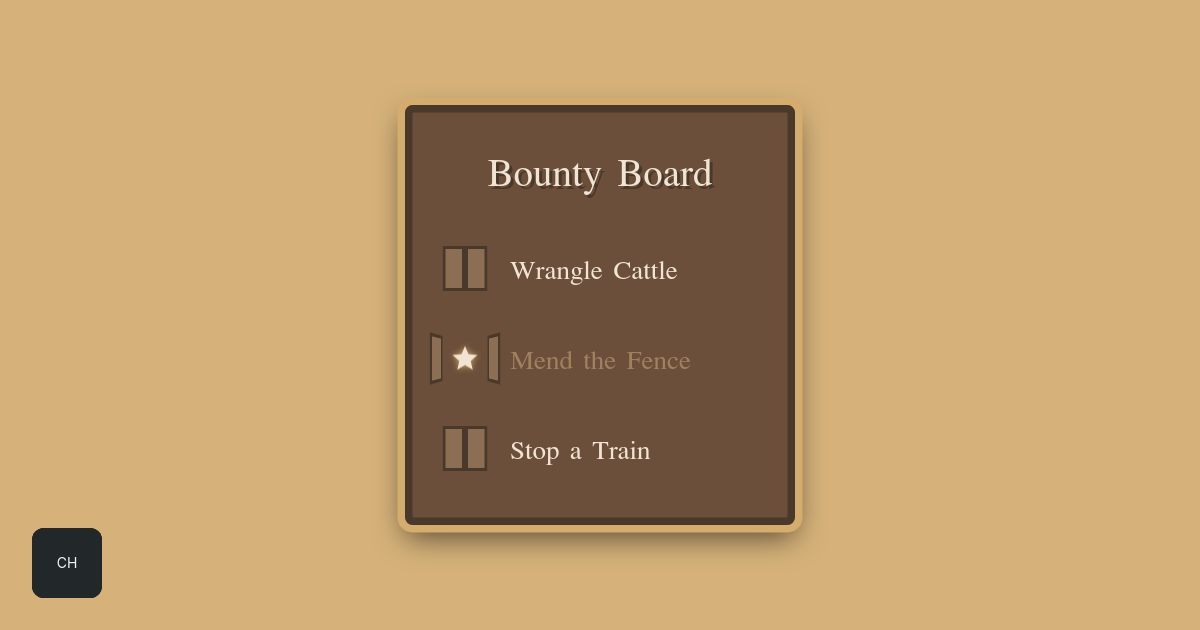 Bounty Board
Wrangle Cattle
Mend the Fence
Stop a Train
CH